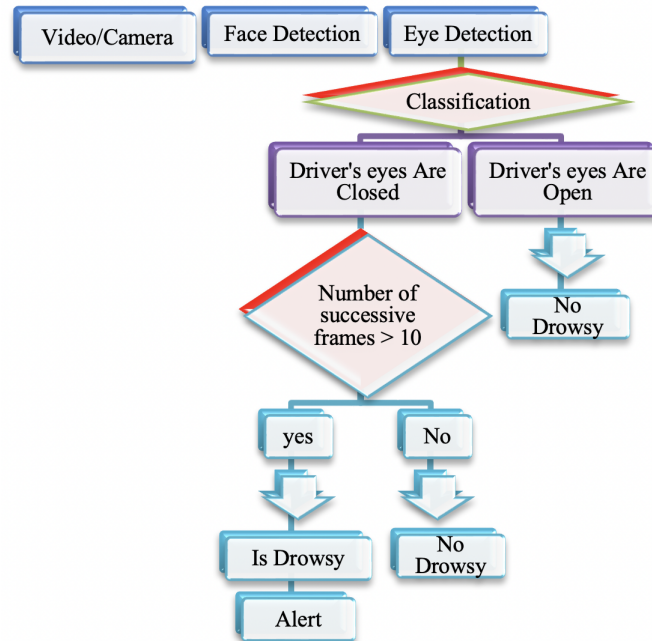 Video/Camera
Face Detection
Eye Detection
Classification
Driver's eyes Are
Closed
Driver's eyes Are
Open
Number of
successive
frames > 10
No
Drowsy
yes
No
Is Drowsy
No
Drowsy
Alert